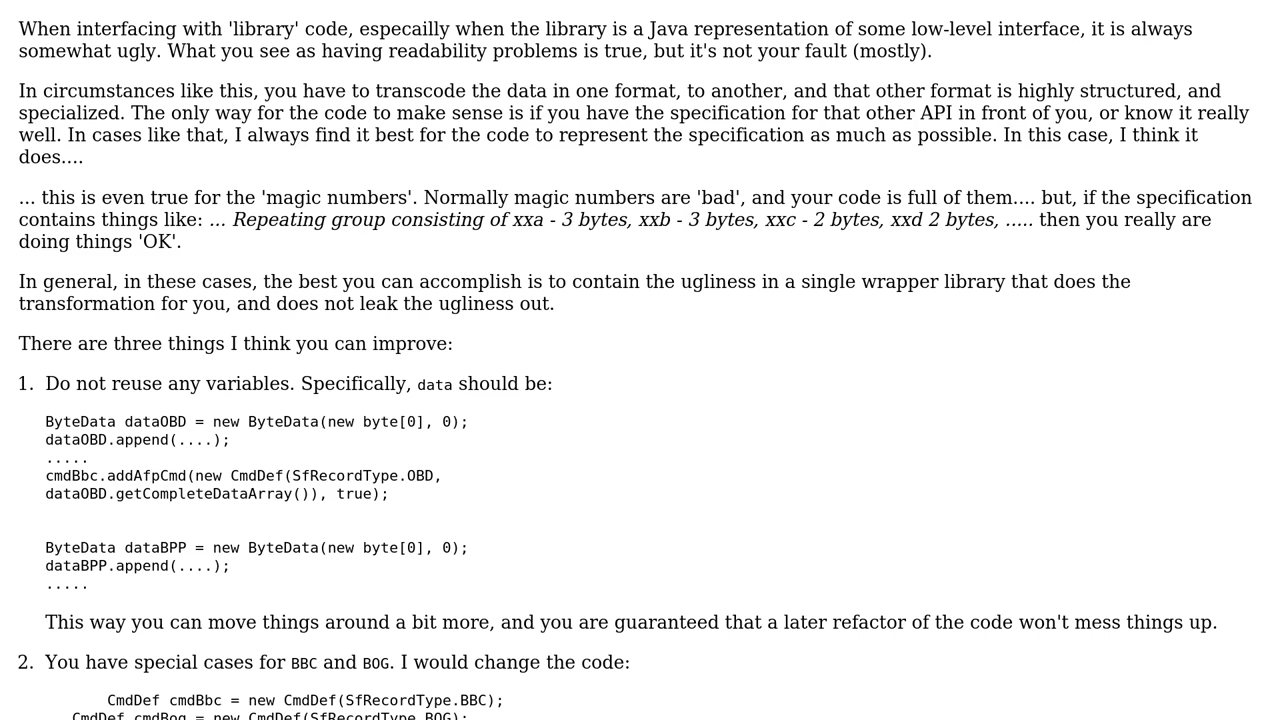 When interfacing with 'library' code, especailly when the library is a Java representation of some low-level interface, it is always
somewhat ugly. What you see as having readability problems is true, but it's not your fault (mostly).
In circumstances like this, you have to transcode the data in one format, to another, and that other format is highly structured, and
specialized. The only way for the code to make sense is if you have the specification for that other API in front of you, or know it really
well. In cases like that, I always find it best for the code to represent the specification as much as possible. In this case, I think it
does....
... this is even true for the 'magic numbers'. Normally magic numbers are 'bad', and your code is full of them.... but, if the specification
contains things like: ... Repeating group consisting of xxa - 3 bytes, xxb - 3 bytes, xxc - 2 bytes, xxd 2 bytes, ..... then you really are
doing things 'OK'.
In general, in these cases, the best you can accomplish is to contain the ugliness in a single wrapper library that does the
transformation for you, and does not leak the ugliness out.
There are three things I think you can improve:
1. Do not reuse any variables. Specifically, data should be:
ByteData dataOBD = new ByteData(new byte[0], 0);
dataOBD.append(....);
.....
cmdBbc.addAfpCmd(new CmdDef(SfRecordType.OBD,
dataOBD.getCompleteDataArray()), true);
ByteData dataBPP = new ByteData(new byte[0], 0);
dataBPP.append(....);
.....
This way you can move things around a bit more, and you are guaranteed that a later refactor of the code won't mess things up.
2. You have special cases for BBC and BOG. I would change the code:
CmdDef cmdBbc = new CmdDef(SfRecordType.BBC);
CmdDef cmdBog = new CmdDef(SfRecordType.BOG);